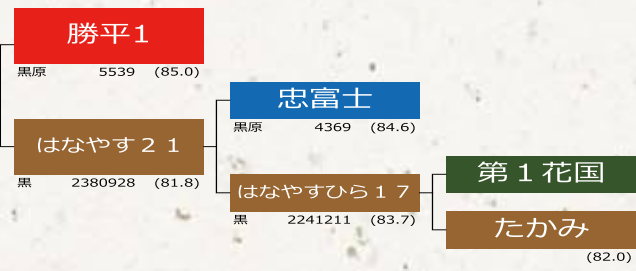 勝平1
黒原 5539 (85.0)
はなやす21
黒 2380928 (81.8)
忠富士
黒原 4369 (84.6)
はなやすひら17
黒 2241211 (83.7)
第1花国
たかみ
(82.0)